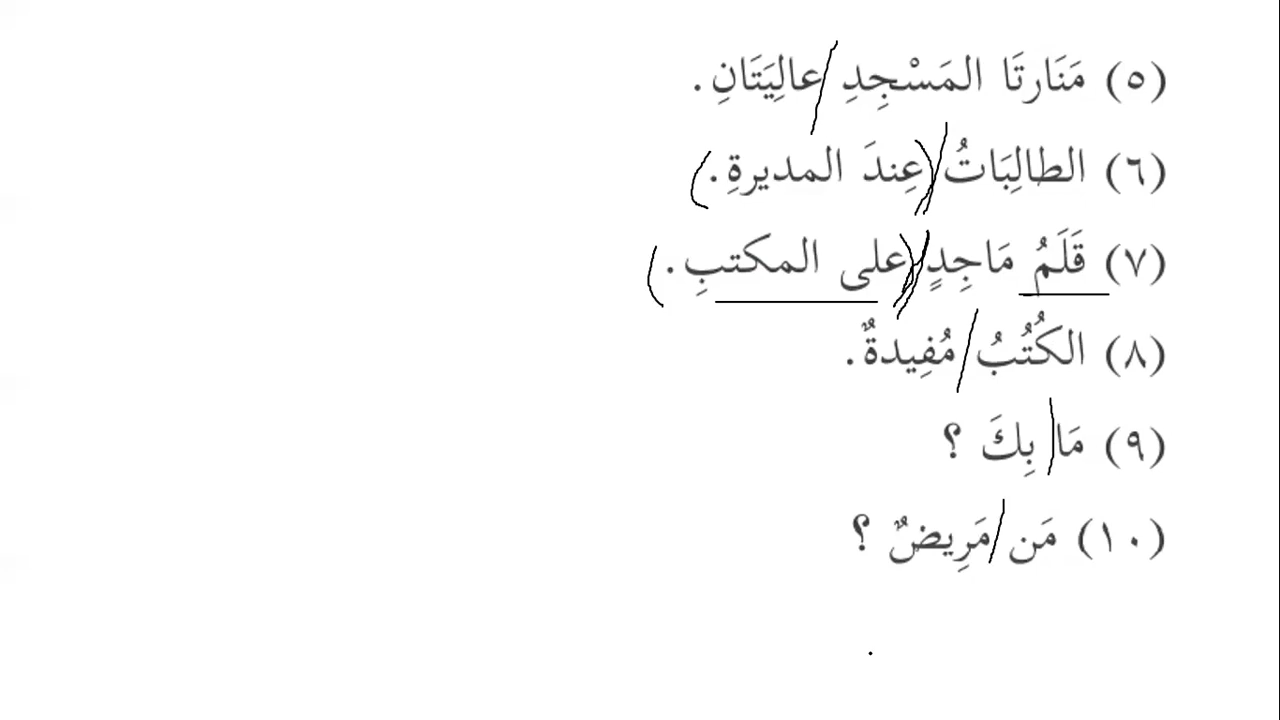 (٥) مَنَارتَا المَسْجِدِ عالِيَتَانِ.
(٦) الطالِبَاتُ عِندَ المديرةِ.
(٧) قَلَمُ مَاجِدٍ على المكتبِ.
(٨) الكُتُبُ مُفِيدةٌ.
(٩) مَا بِكَ ؟
(١٠) مَن مَرِيضٌ ؟